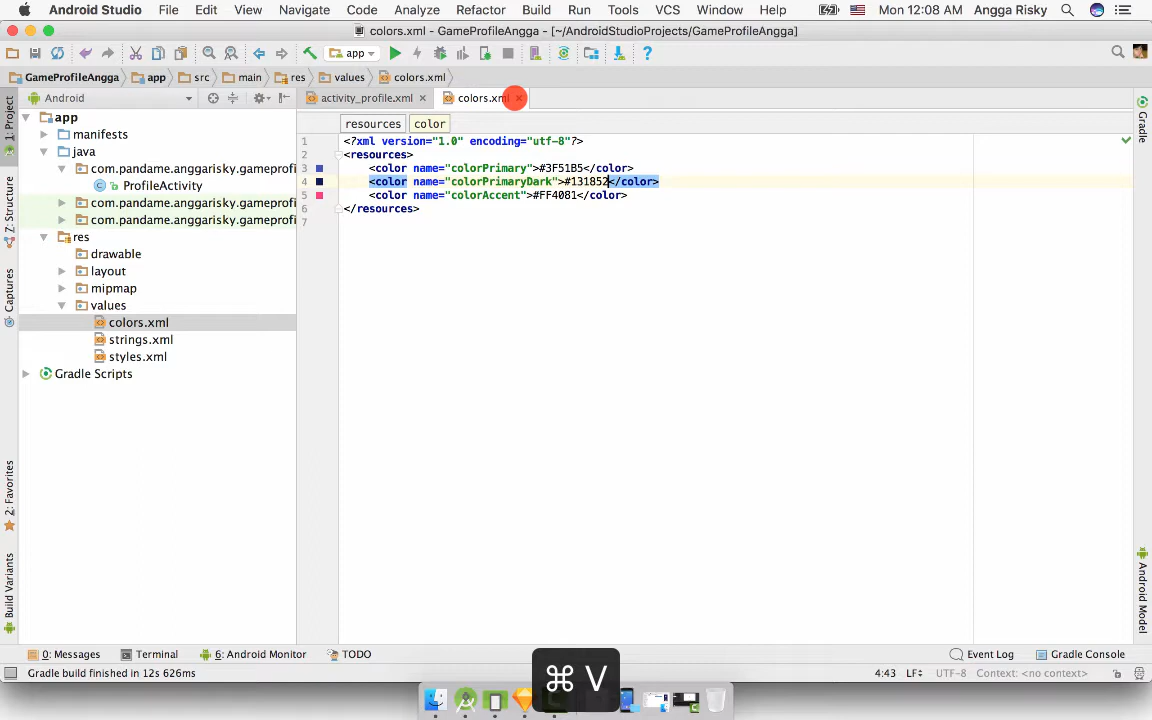 Android Studio File Edit View Navigate Code Analyze Refactor Build Run Tools VCS Window Help Mon 12:08 AM Angga Risky
colors.xml - GameProfileAngga - [~/AndroidStudioProjects/GameProfileAngga]
app
GameProfileAngga app src main res values colors.xml
Android
activity_profile.xml colors.xml
resources color
1: Project
Z: Structure
Captures
2: Favorites
Build Variants
app
manifests
java
com.pandame.anggarisky.gameprofi
ProfileActivity
com.pandame.anggarisky.gameprofi
com.pandame.anggarisky.gameprofi
res
drawable
layout
mipmap
values
colors.xml
strings.xml
styles.xml
Gradle Scripts
1 <?xml version="1.0" encoding="utf-8"?>
2 <resources>
3 <color name="colorPrimary">#3F51B5</color>
4 <color name="colorPrimaryDark">#131852</color>
5 <color name="colorAccent">#FF4081</color>
6 </resources>
7
Gradle
Android Model
0: Messages Terminal 6: Android Monitor TODO Event Log Gradle Console
Gradle build finished in 12s 626ms 4:43 LF UTF-8 Context: <no context>
⌘ V